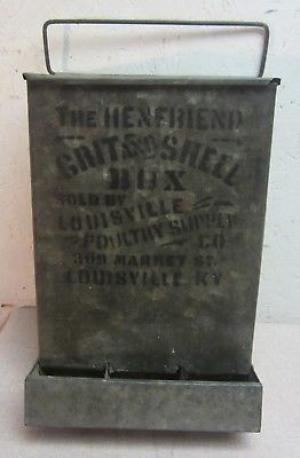 THE HENFRIEND
GRIT AND SHELL
BOX
SOLD BY
LOUISVILLE
POULTRY SUPPLY
CO
309 MARKET ST.
LOUISVILLE. KY